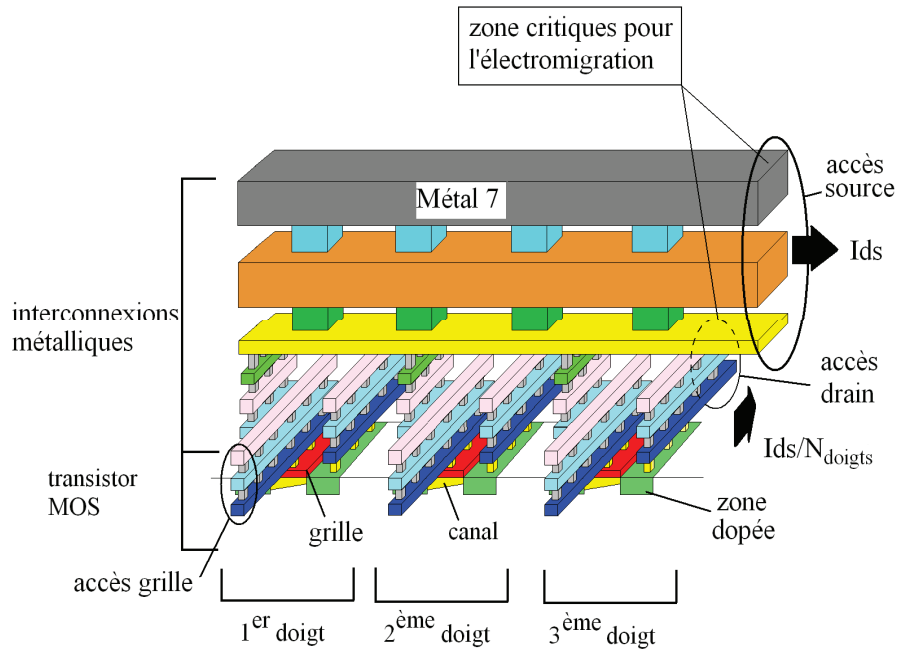 zone critiques pour
l'électromigration
accès
source
Métal 7
Ids
interconnexions
métalliques
accès
drain
Ids/N_doigts
transistor
MOS
grille
canal
zone
dopée
accès grille
1er doigt
2ème doigt
3ème doigt